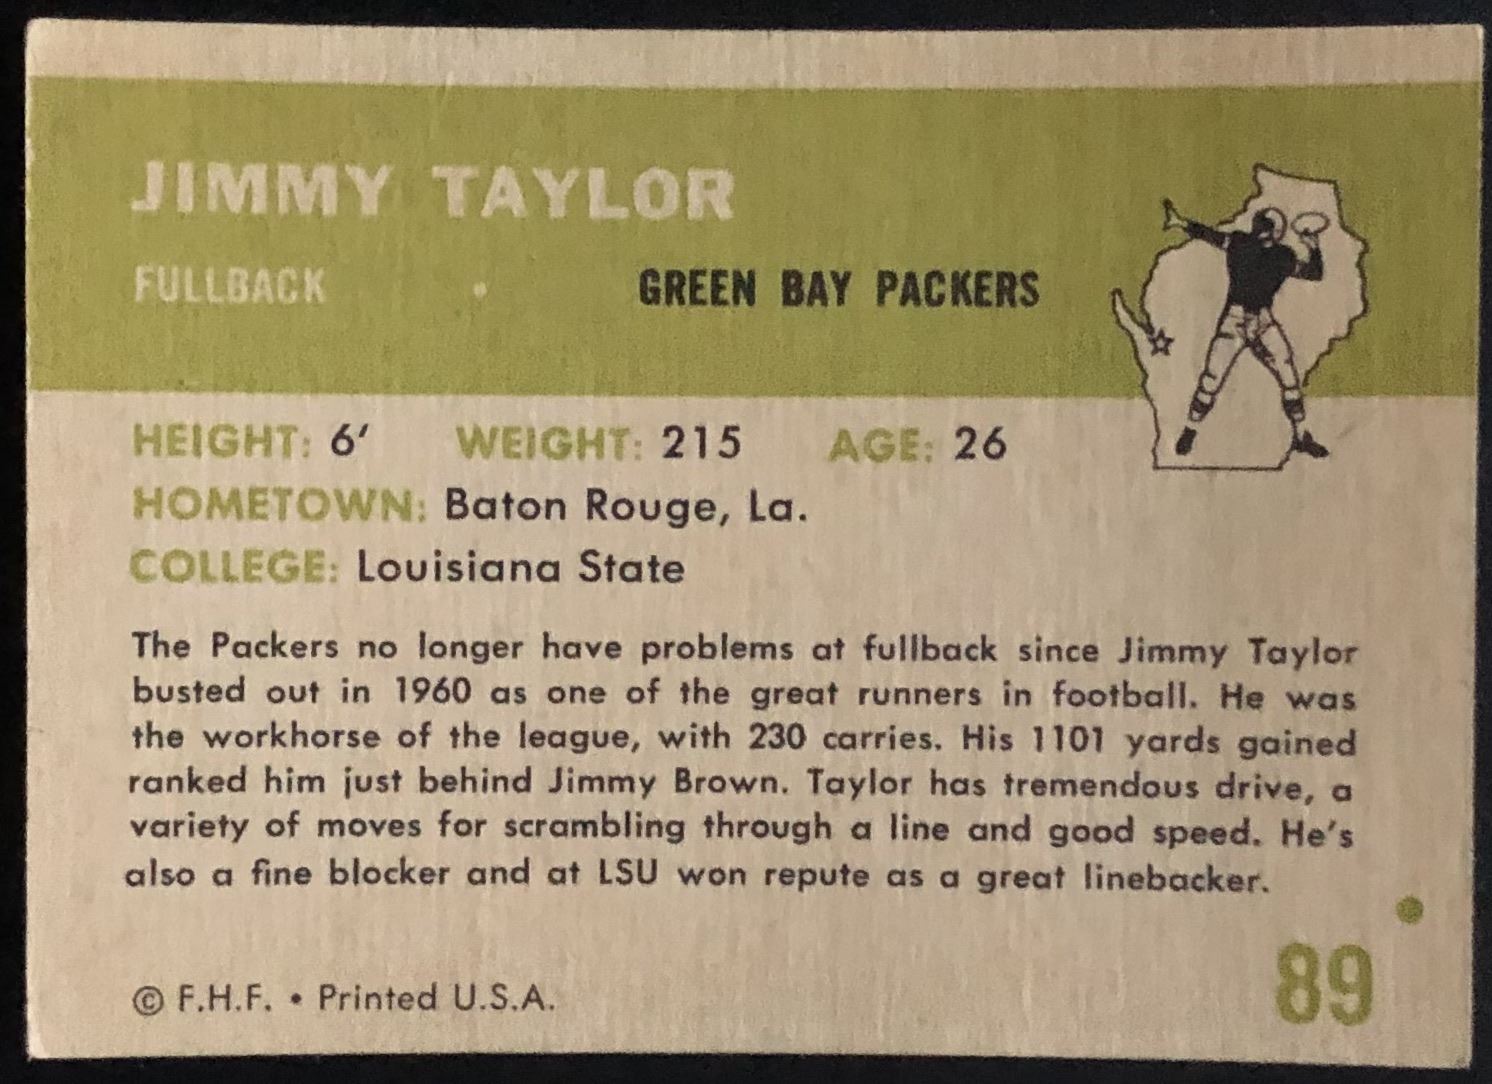 JIMMY TAYLOR
FULLBACK GREEN BAY PACKERS
HEIGHT: 6' WEIGHT: 215 AGE: 26
HOMETOWN: Baton Rouge, La.
COLLEGE: Louisiana State
The Packers no longer have problems at fullback since Jimmy Taylor
busted out in 1960 as one of the great runners in football. He was
the workhorse of the league, with 230 carries. His 1101 yards gained
ranked him just behind Jimmy Brown. Taylor has tremendous drive, a
variety of moves for scrambling through a line and good speed. He's
also a fine blocker and at LSU won repute as a great linebacker.
© F.H.F. • Printed U.S.A.
89